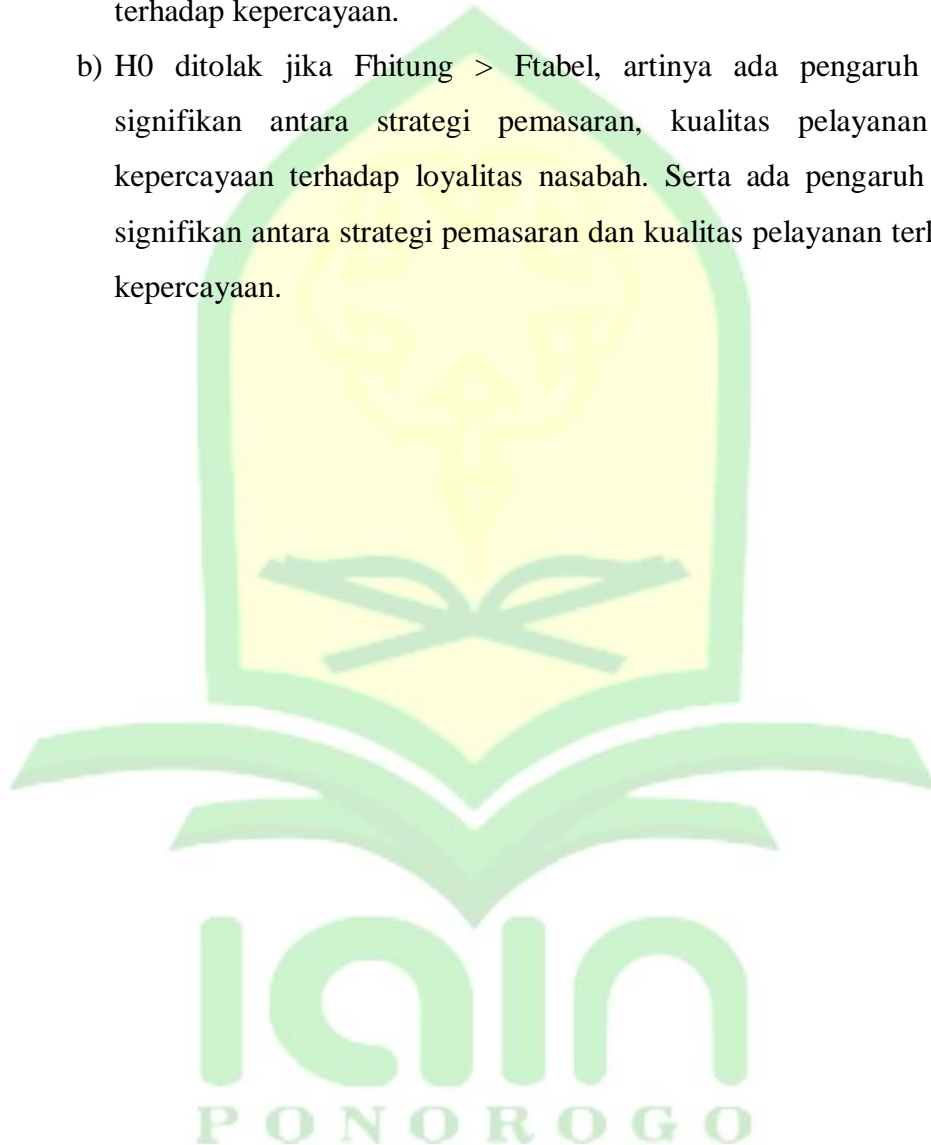 terhadap kepercayaan.
b) H0 ditolak jika Fhitung > Ftabel, artinya ada pengaruh
signifikan antara strategi pemasaran, kualitas pelayanan
kepercayaan terhadap loyalitas nasabah. Serta ada pengaruh
signifikan antara strategi pemasaran dan kualitas pelayanan
kepercayaan.
iain
PONOROGO